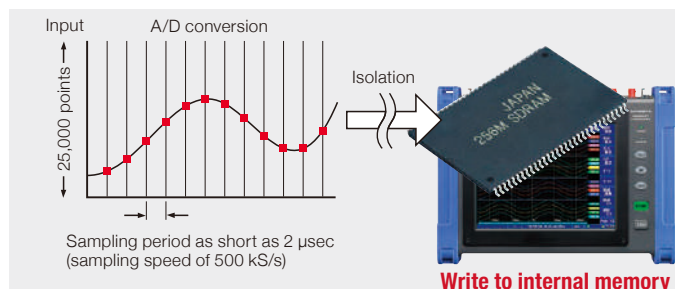 Input
A/D conversion
25,000 points
Isolation
JAPAN
256M SDRAM
Sampling period as short as 2 µsec
(sampling speed of 500 kS/s)
Write to internal memory